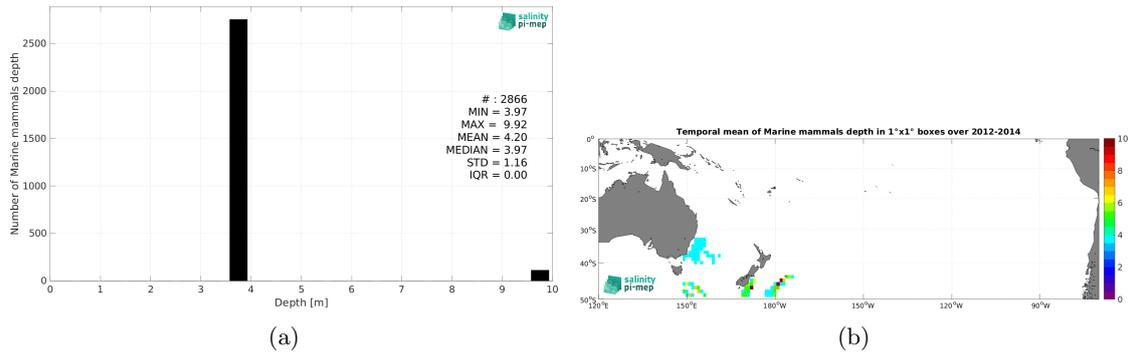 salinity
pi-mep
Number of Marine mammals depth
2500
2000
1500
1000
500
0
# : 2866
MIN = 3.97
MAX = 9.92
MEAN = 4.20
MEDIAN = 3.97
STD = 1.16
IQR = 0.00
0 1 2 3 4 5 6 7 8 9 10
Depth [m]
(a)
Temporal mean of Marine mammals depth in 1°x1° boxes over 2012-2014
0°
10°S
20°S
30°S
40°S
50°S
salinity
pi-mep
120°E 150°E 180°W 150°W 120°W 90°W
10
8
6
4
2
0
(b)